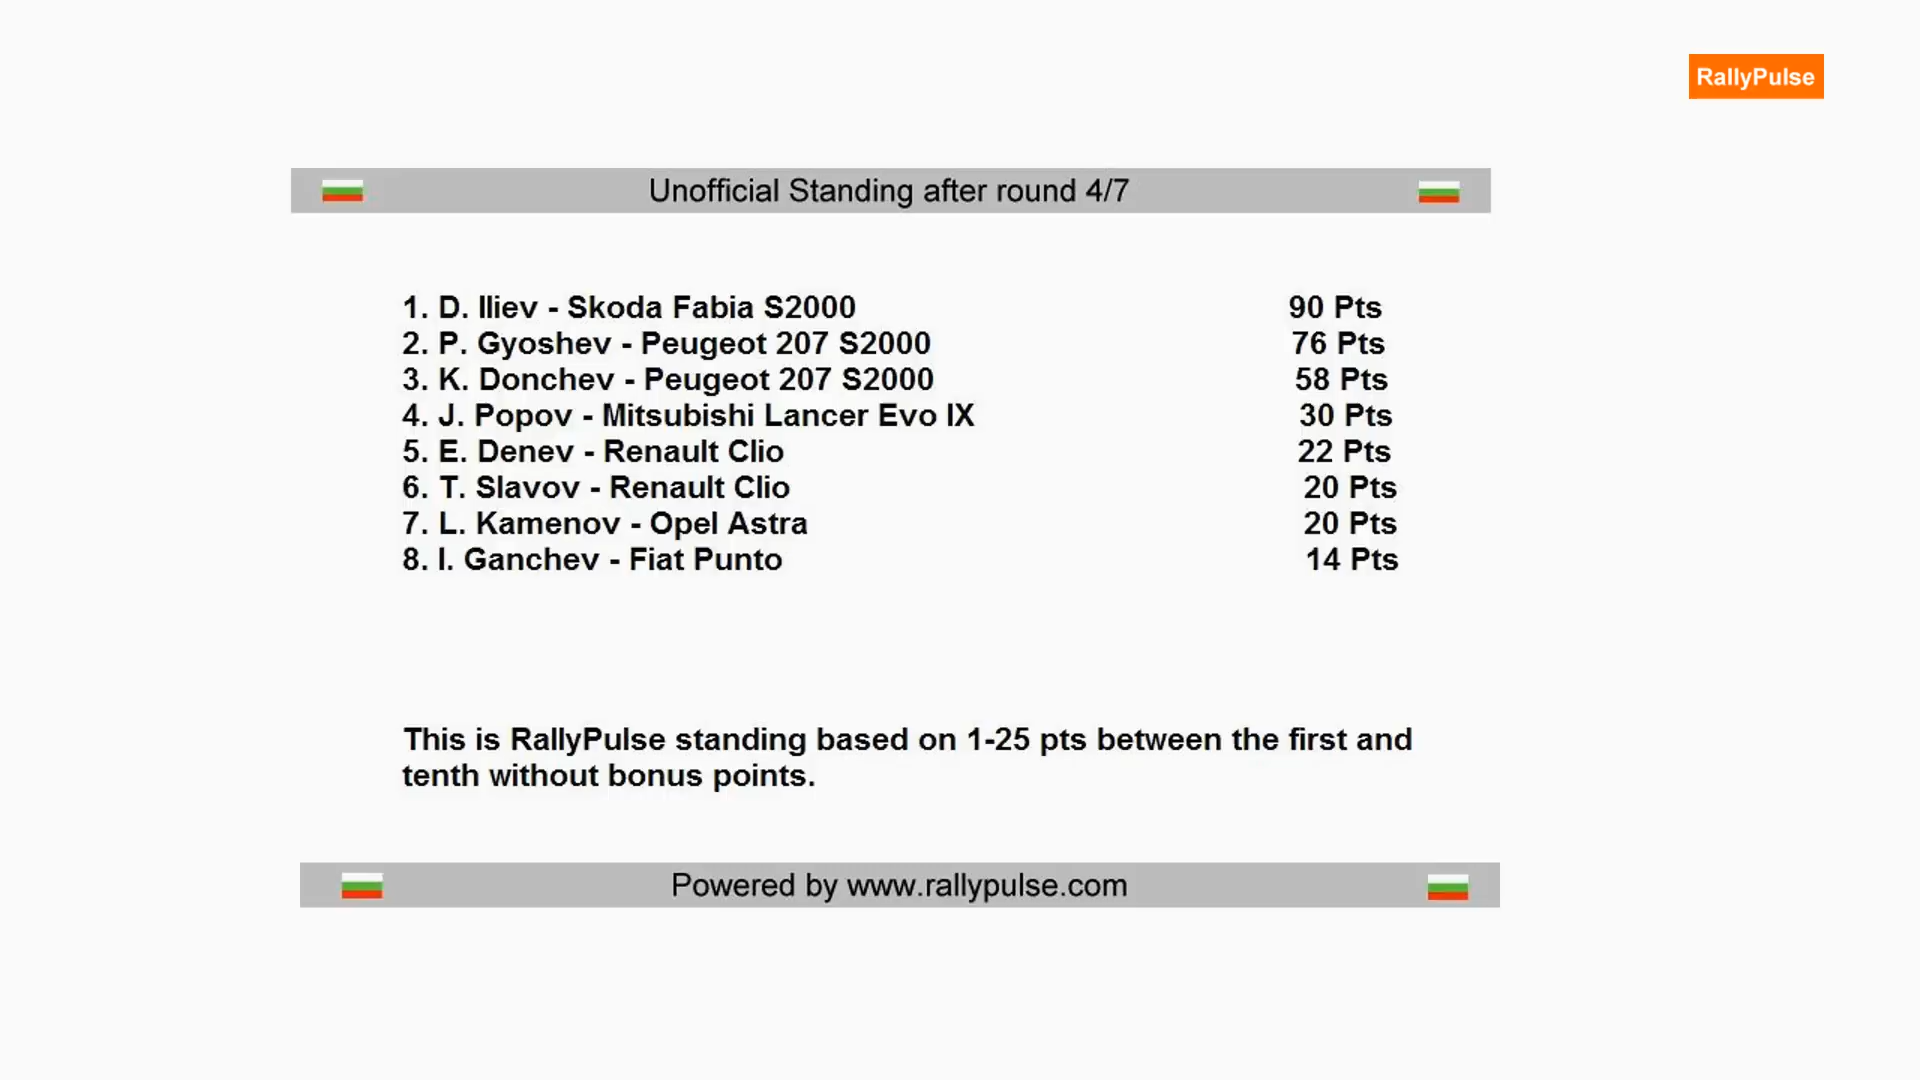 RallyPulse
Unofficial Standing after round 4/7
1. D. Iliev - Skoda Fabia S2000 90 Pts
2. P. Gyoshev - Peugeot 207 S2000 76 Pts
3. K. Donchev - Peugeot 207 S2000 58 Pts
4. J. Popov - Mitsubishi Lancer Evo IX 30 Pts
5. E. Denev - Renault Clio 22 Pts
6. T. Slavov - Renault Clio 20 Pts
7. L. Kamenov - Opel Astra 20 Pts
8. I. Ganchev - Fiat Punto 14 Pts
This is RallyPulse standing based on 1-25 pts between the first and
tenth without bonus points.
Powered by www.rallypulse.com